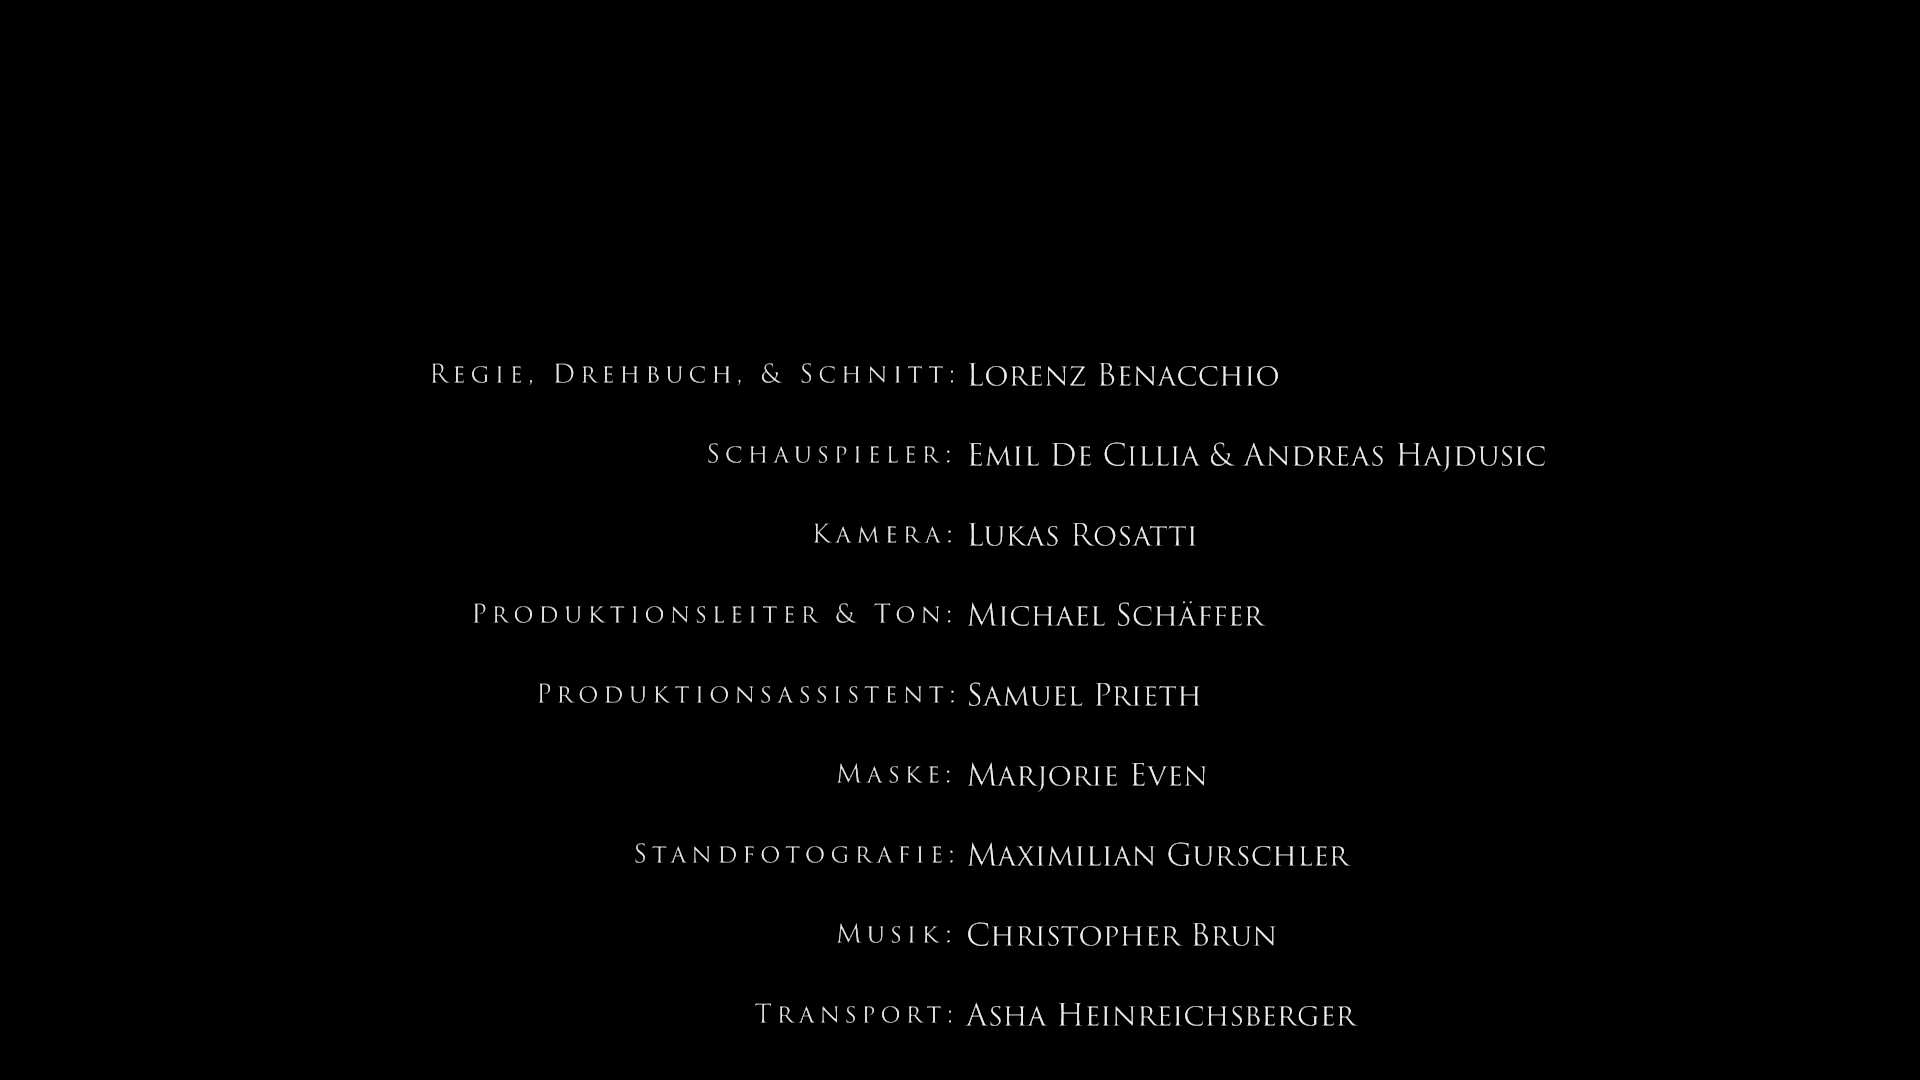 Regie, Drehbuch, & Schnitt: Lorenz Benacchio
Schauspieler: Emil De Cillia & Andreas Hajdusic
Kamera: Lukas Rosatti
Produktionsleiter & Ton: Michael Schäffer
Produktionsassistent: Samuel Prieth
Maske: Marjorie Even
Standfotografie: Maximilian Gurschler
Musik: Christopher Brun
Transport: Asha Heinreichsberger